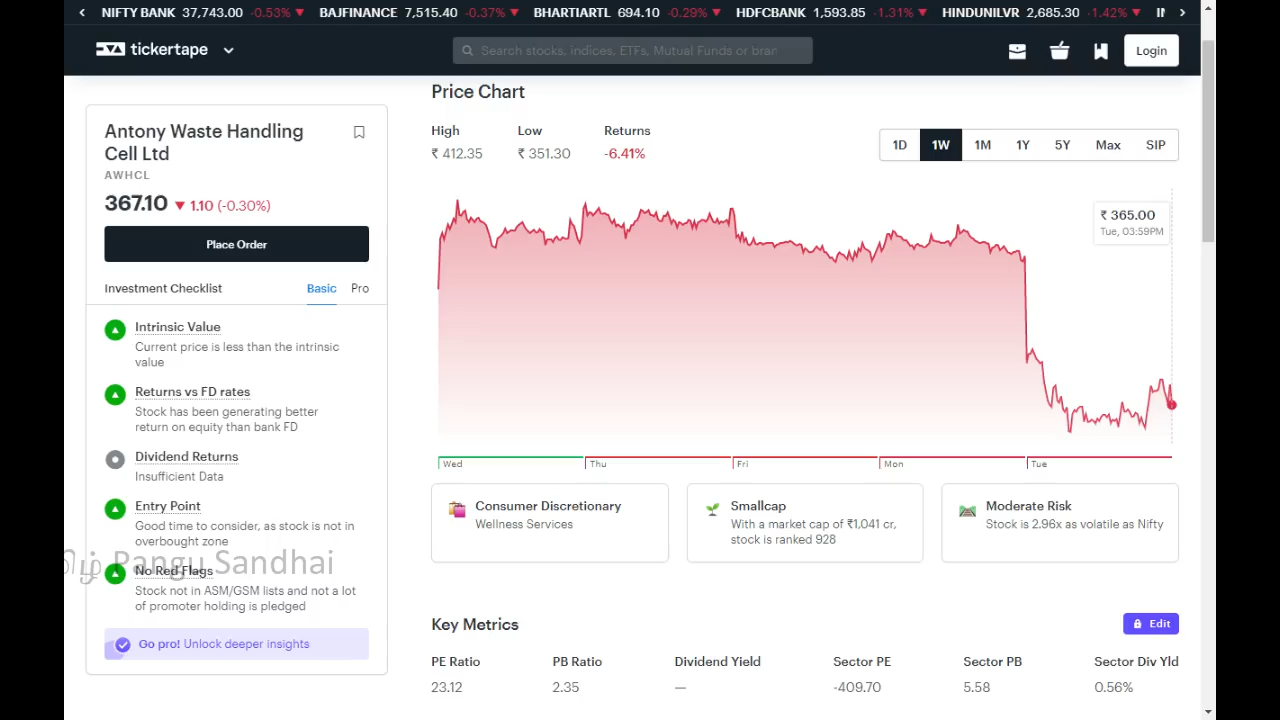 NIFTY BANK 37,743.00 -0.53% BAJFINANCE 7,515.40 -0.37% BHARTIARTL 694.10 -0.29% HDFCBANK 1,593.85 -1.31% HINDUNILVR 2,685.30 -1.42%
tickertape
Search stocks, indices, ETFs, Mutual Funds or bran
Login
Antony Waste Handling
Cell Ltd
AWHCL
367.10 1.10 (-0.30%)
Place Order
Investment Checklist Basic Pro
Intrinsic Value
Current price is less than the intrinsic
value
Returns vs FD rates
Stock has been generating better
return on equity than bank FD
Dividend Returns
Insufficient Data
Entry Point
Good time to consider, as stock is not in
overbought zone
No Red Flags
Stock not in ASM/GSM lists and not a lot
of promoter holding is pledged
Go pro! Unlock deeper insights
Pangu Sandhai
Price Chart
High Low Returns
₹ 412.35 ₹ 351.30 -6.41%
1D 1W 1M 1Y 5Y Max SIP
₹ 365.00
Tue, 03:59PM
Wed Thu Fri Mon Tue
Consumer Discretionary
Wellness Services
Smallcap
With a market cap of ₹1,041 cr,
stock is ranked 928
Moderate Risk
Stock is 2.96x as volatile as Nifty
Key Metrics
Edit
PE Ratio PB Ratio Dividend Yield Sector PE Sector PB Sector Div Yld
23.12 2.35 — -409.70 5.58 0.56%